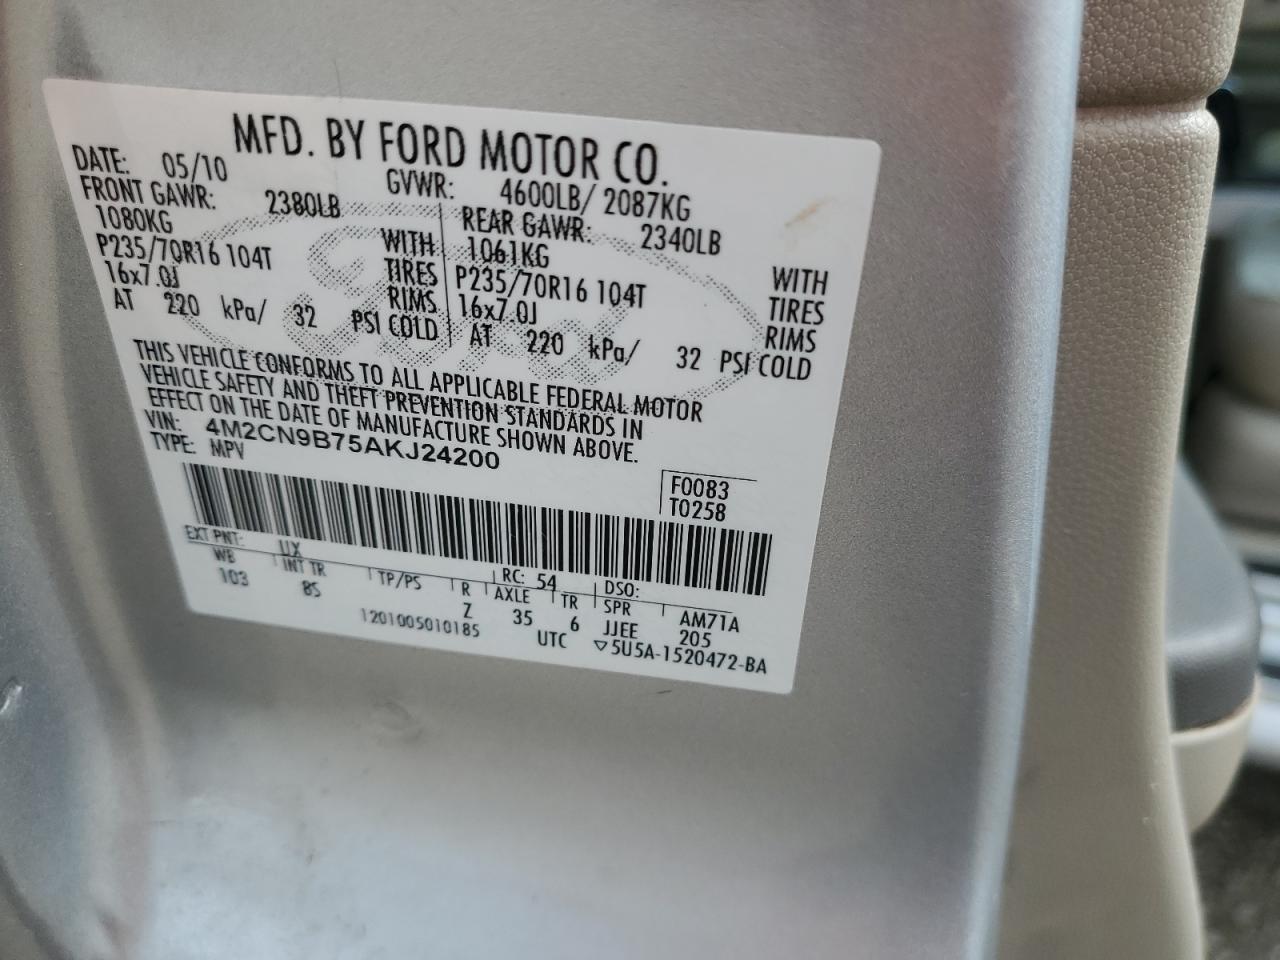 MFD. BY FORD MOTOR CO.
DATE: 05/10 GVWR: 4600LB/ 2087KG
FRONT GAWR: 2380LB REAR GAWR: 2340LB
1080KG WITH 1061KG WITH
P235/70R16 104T TIRES P235/70R16 104T TIRES
16x7.0J RIMS 16x7.0J RIMS
AT 220 kPa/ 32 PSI COLD AT 220 kPa/ 32 PSI COLD
THIS VEHICLE CONFORMS TO ALL APPLICABLE FEDERAL MOTOR
VEHICLE SAFETY AND THEFT PREVENTION STANDARDS IN
EFFECT ON THE DATE OF MANUFACTURE SHOWN ABOVE.
VIN: 4M2CN9B75AKJ24200
TYPE: MPV
F0083
T0258
EXT PNT: UX RC: 54 DSO:
WB INT TR TP/PS R AXLE TR SPR AM71A
103 8S Z 35 6 JJEE 205
1201005010185 UTC ▽5U5A-1520472-BA